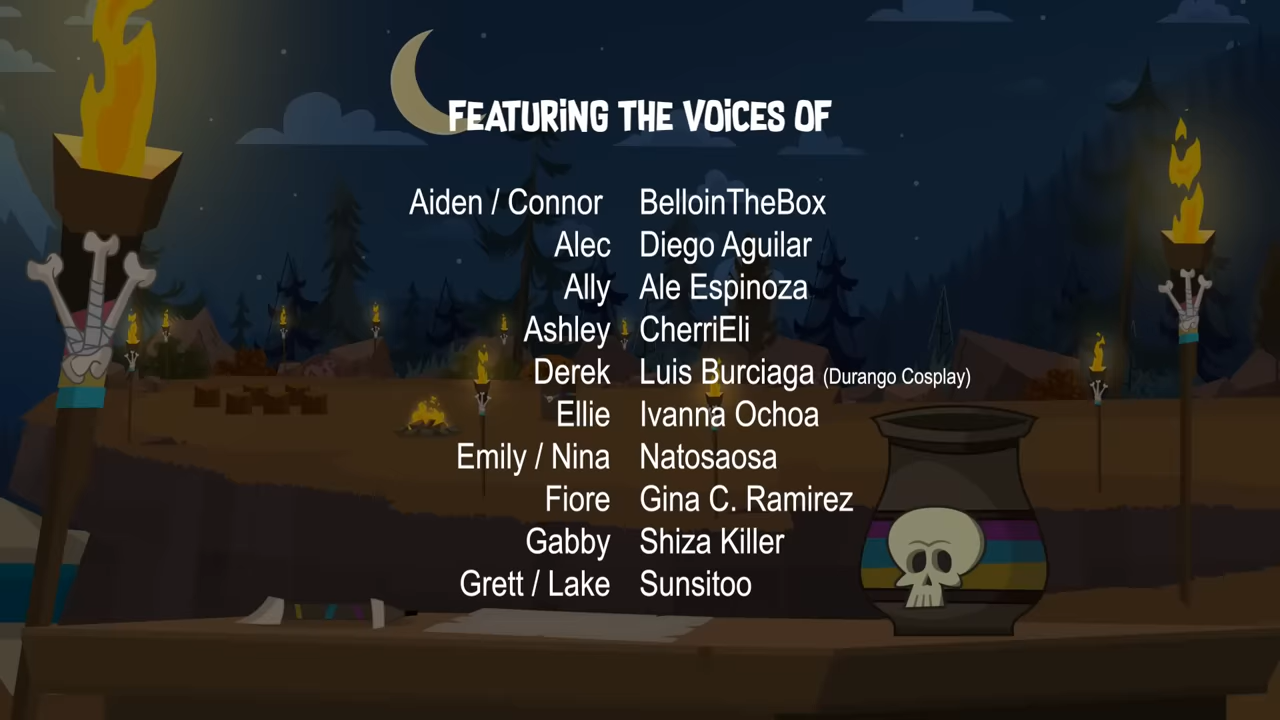 FEATURING THE VOICES OF
Aiden / Connor BelloinTheBox
Alec Diego Aguilar
Ally Ale Espinoza
Ashley CherriEli
Derek Luis Burciaga (Durango Cosplay)
Ellie Ivanna Ochoa
Emily / Nina Natosaosa
Fiore Gina C. Ramirez
Gabby Shiza Killer
Grett / Lake Sunsitoo